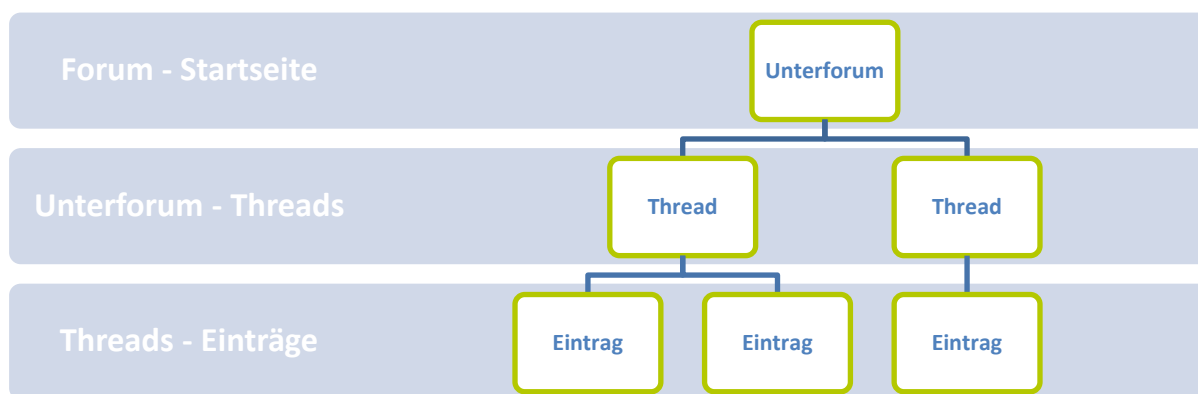 Forum - Startseite
Unterforum
Unterforum - Threads
Thread
Thread
Threads - Einträge
Eintrag
Eintrag
Eintrag